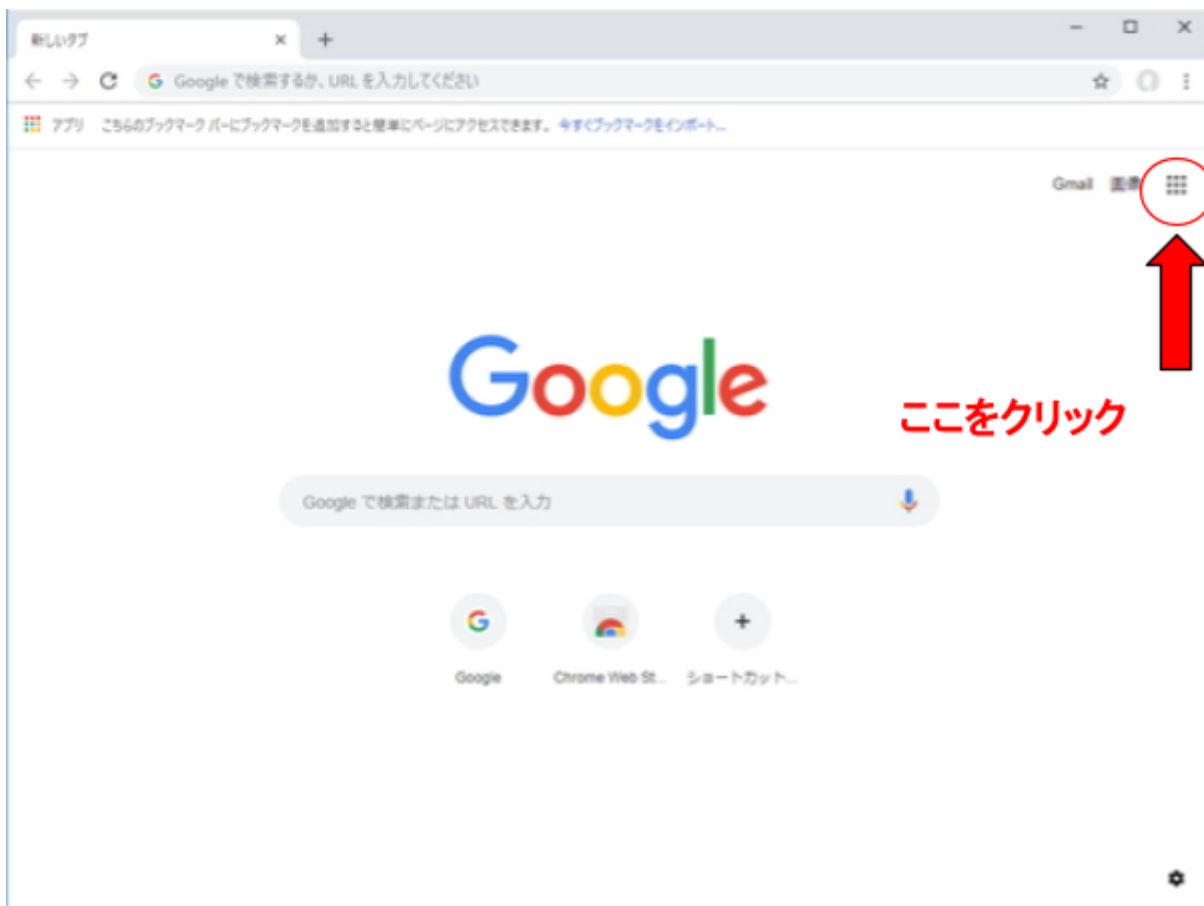 新しいタブ
Google で検索するか、URL を入力してください
アプリ こちらのブックマーク バーにブックマークを追加すると簡単にページにアクセスできます。 今すぐブックマークをインポート...
Gmail 画像
Google
ここをクリック
Google で検索または URL を入力
Google Chrome Web St... ショートカット...